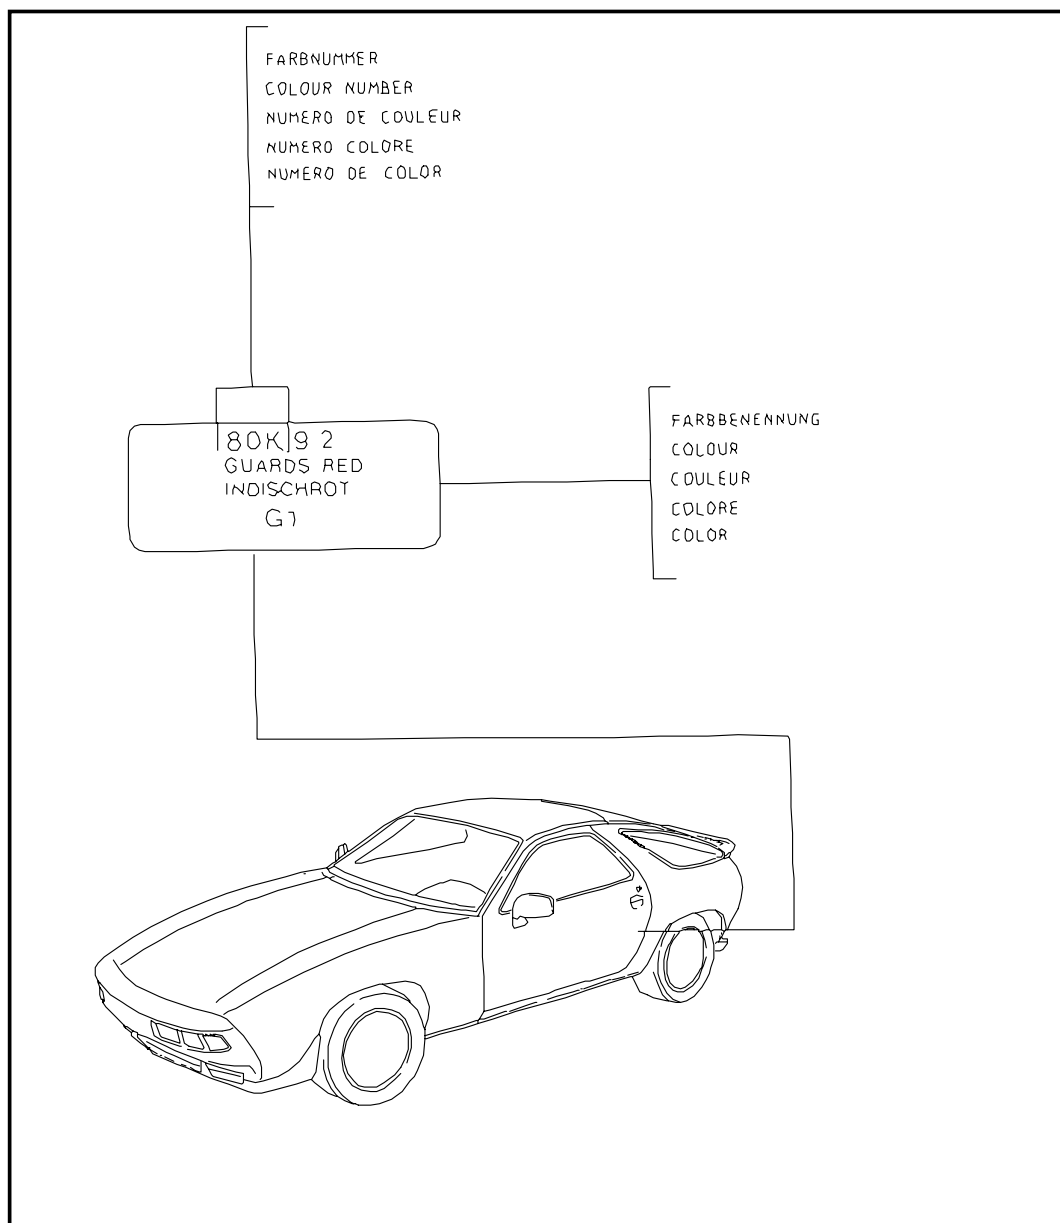 FARBNUMMER
COLOUR NUMBER
NUMERO DE COULEUR
NUMERO COLORE
NUMERO DE COLOR
80K 9 2
GUARDS RED
INDISCHROT
G1
FARBBENENNUNG
COLOUR
COULEUR
COLORE
COLOR